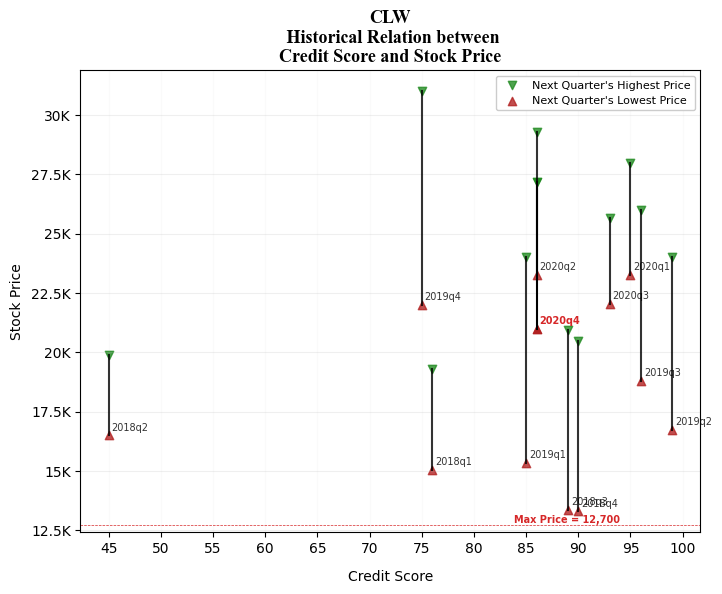 CLW
Historical Relation between
Credit Score and Stock Price
Next Quarter's Highest Price
Next Quarter's Lowest Price
30K
27.5K
25K
22.5K
20K
17.5K
15K
12.5K
Stock Price
2020q2
2020q1
2019q4
2020q3
2020q4
2019q3
2019q2
2018q2
2018q1
2019q1
2018q3
2018q4
Max Price = 12,700
45 50 55 60 65 70 75 80 85 90 95 100
Credit Score